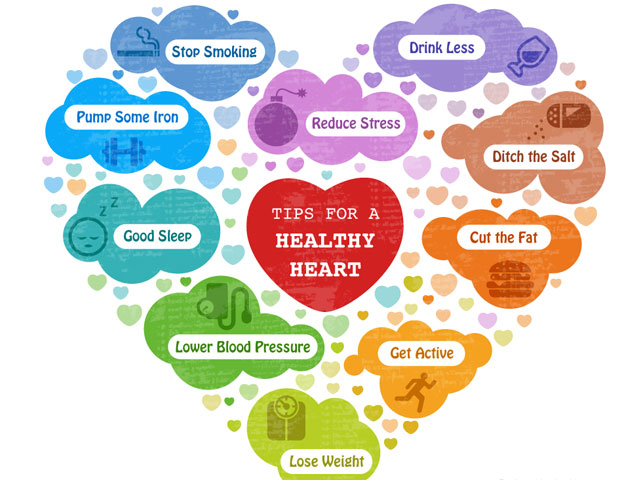 Stop Smoking
Drink Less
Pump Some Iron
Reduce Stress
Ditch the Salt
TIPS FOR A
HEALTHY
HEART
Good Sleep
Z Z
Cut the Fat
Lower Blood Pressure
Get Active
Lose Weight